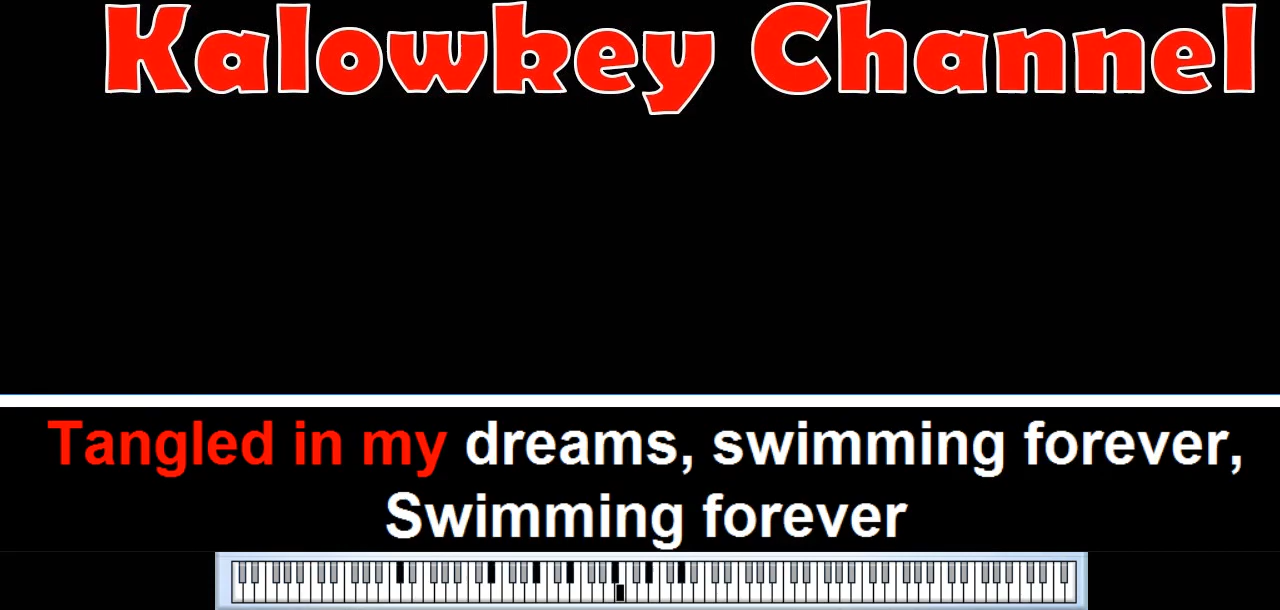 Kalowkey Channel
Tangled in my dreams, swimming forever,
Swimming forever